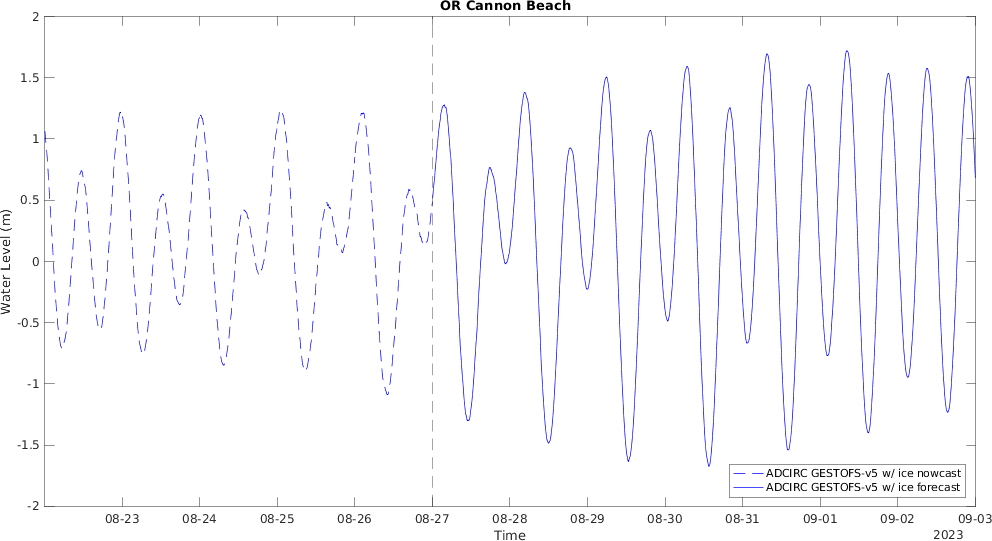 OR Cannon Beach
2
1.5
1
0.5
0
-0.5
-1
-1.5
-2
Water Level (m)
08-23 08-24 08-25 08-26 08-27 08-28 08-29 08-30 08-31 09-01 09-02 09-03
Time
2023
ADCIRC GESTOFS-v5 w/ ice nowcast
ADCIRC GESTOFS-v5 w/ ice forecast